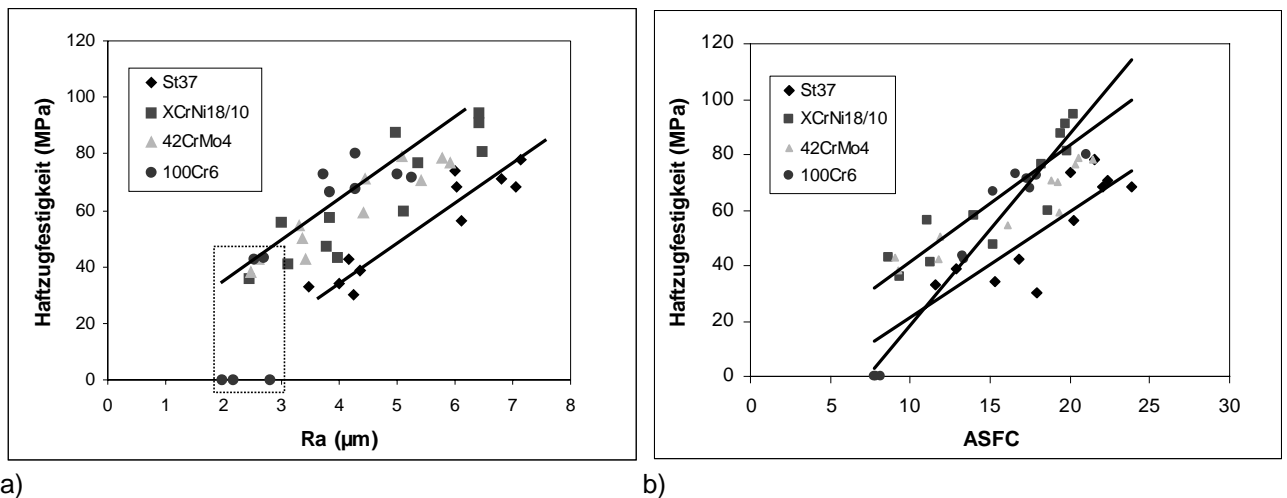 120
100
80
60
40
20
0
Haftzugfestigkeit (MPa)
St37
XCrNi18/10
42CrMo4
100Cr6
0 1 2 3 4 5 6 7 8
Ra (µm)
a)
120
100
80
60
40
20
0
Haftzugfestigkeit (MPa)
St37
XCrNi18/10
42CrMo4
100Cr6
0 5 10 15 20 25 30
ASFC
b)